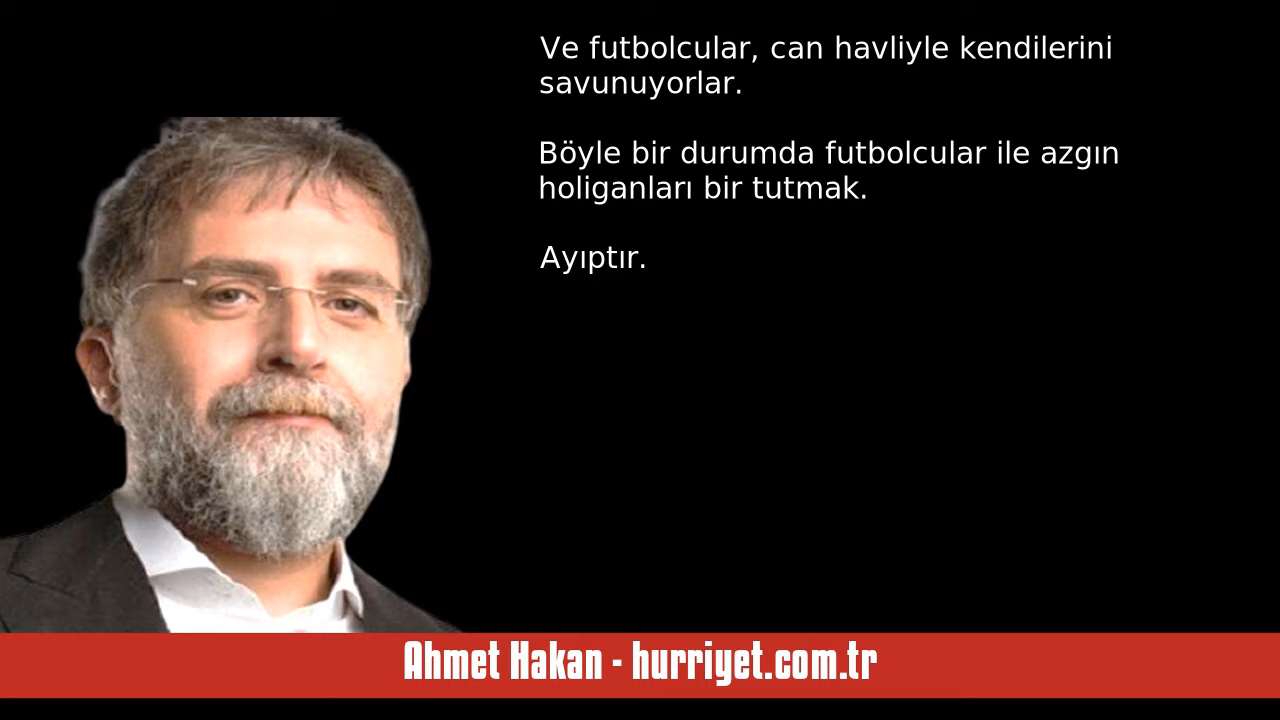 Ve futbolcular, can havliyle kendilerini
savunuyorlar.
Böyle bir durumda futbolcular ile azgın
holiganları bir tutmak.
Ayıptır.
Ahmet Hakan - hurriyet.com.tr